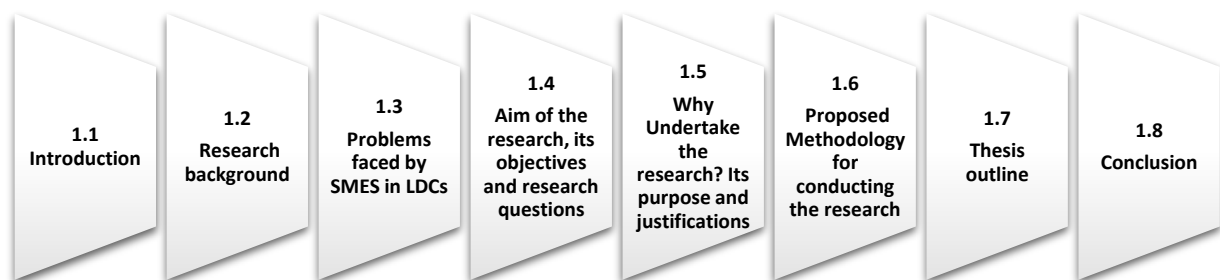 1.1
Introduction
1.2
Research
background
1.3
Problems
faced by
SMES in LDCs
1.4
Aim of the
research, its
objectives
and research
questions
1.5
Why
Undertake
the
research? Its
purpose and
justifications
1.6
Proposed
Methodology
for
conducting
the research
1.7
Thesis
outline
1.8
Conclusion